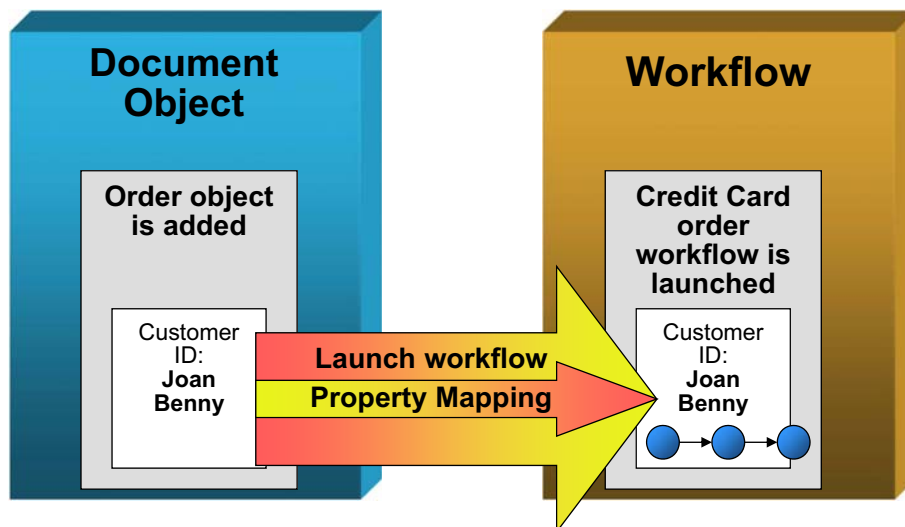 Document
Object
Order object
is added
Customer
ID:
Joan
Benny
Launch workflow
Property Mapping
Workflow
Credit Card
order
workflow is
launched
Customer
ID:
Joan
Benny